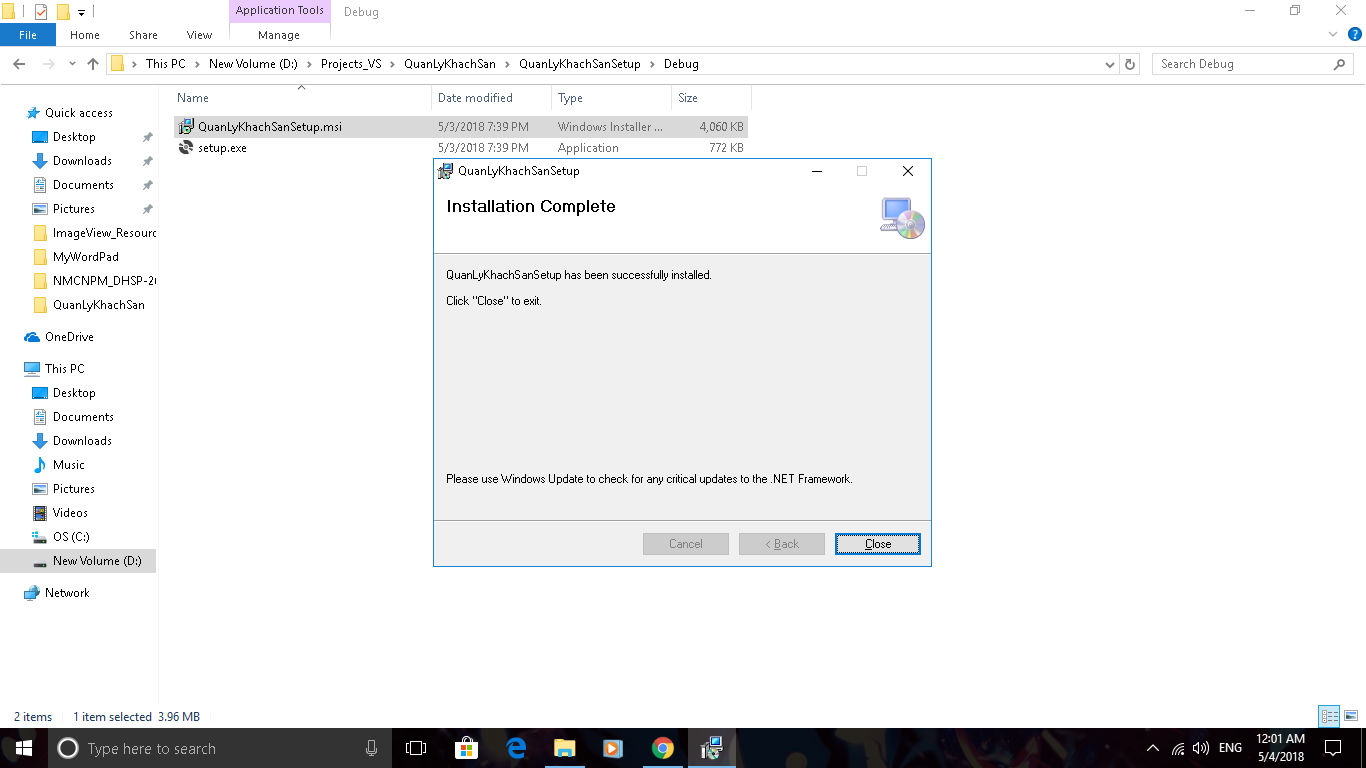 Application Tools
Debug
File
Home
Share
View
Manage
This PC
New Volume (D:)
Projects_VS
QuanLyKhachSan
QuanLyKhachSanSetup
Debug
Search Debug
Name
Date modified
Type
Size
QuanLyKhachSanSetup.msi
5/3/2018 7:39 PM
Windows Installer ...
4,060 KB
setup.exe
5/3/2018 7:39 PM
Application
772 KB
Quick access
Desktop
Downloads
Documents
Pictures
ImageView_Resourc
MyWordPad
NMCNPM_DHSP-20
QuanLyKhachSan
OneDrive
This PC
Desktop
Documents
Downloads
Music
Pictures
Videos
OS (C:)
New Volume (D:)
Network
QuanLyKhachSanSetup
Installation Complete
QuanLyKhachSanSetup has been successfully installed.
Click "Close" to exit.
Please use Windows Update to check for any critical updates to the .NET Framework.
Cancel
< Back
Close
2 items
1 item selected 3.96 MB
Type here to search
ENG
12:01 AM
5/4/2018